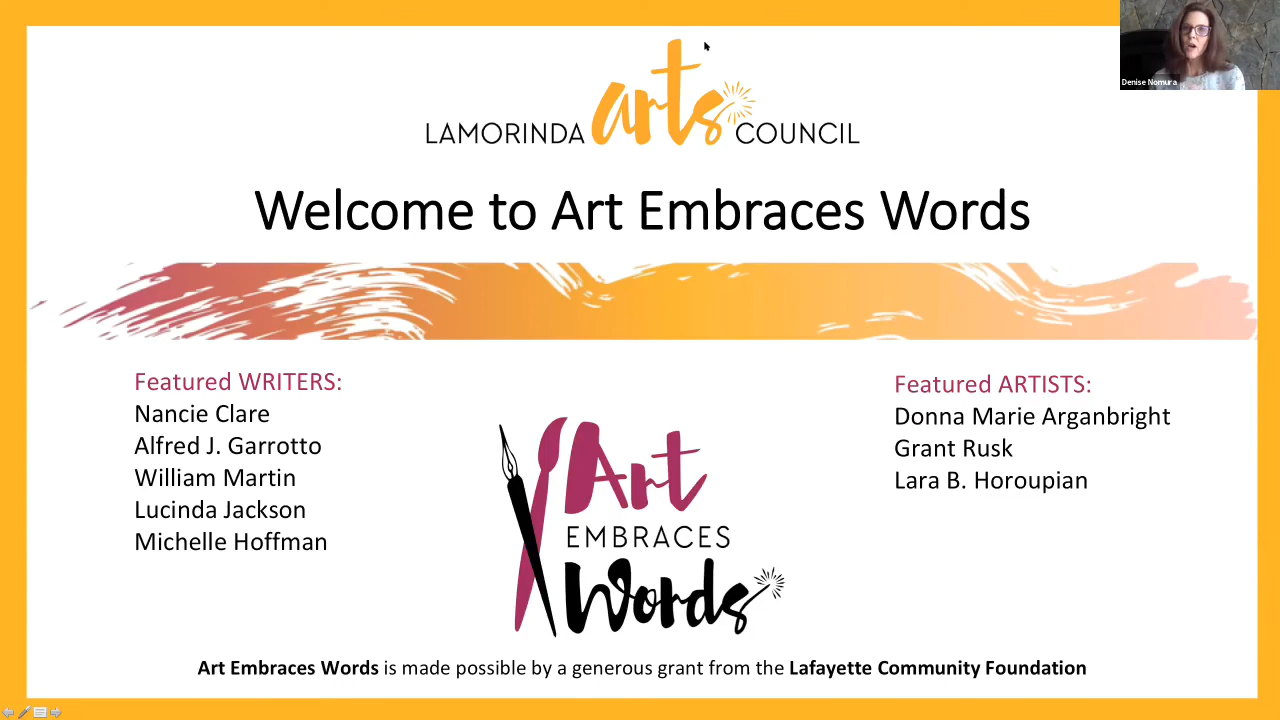 Denise Nomura
LAMORINDA arts COUNCIL
Welcome to Art Embraces Words
Featured WRITERS:
Nancie Clare
Alfred J. Garrotto
William Martin
Lucinda Jackson
Michelle Hoffman
Featured ARTISTS:
Donna Marie Arganbright
Grant Rusk
Lara B. Horoupian
Art
EMBRACES
Words
Art Embraces Words is made possible by a generous grant from the Lafayette Community Foundation